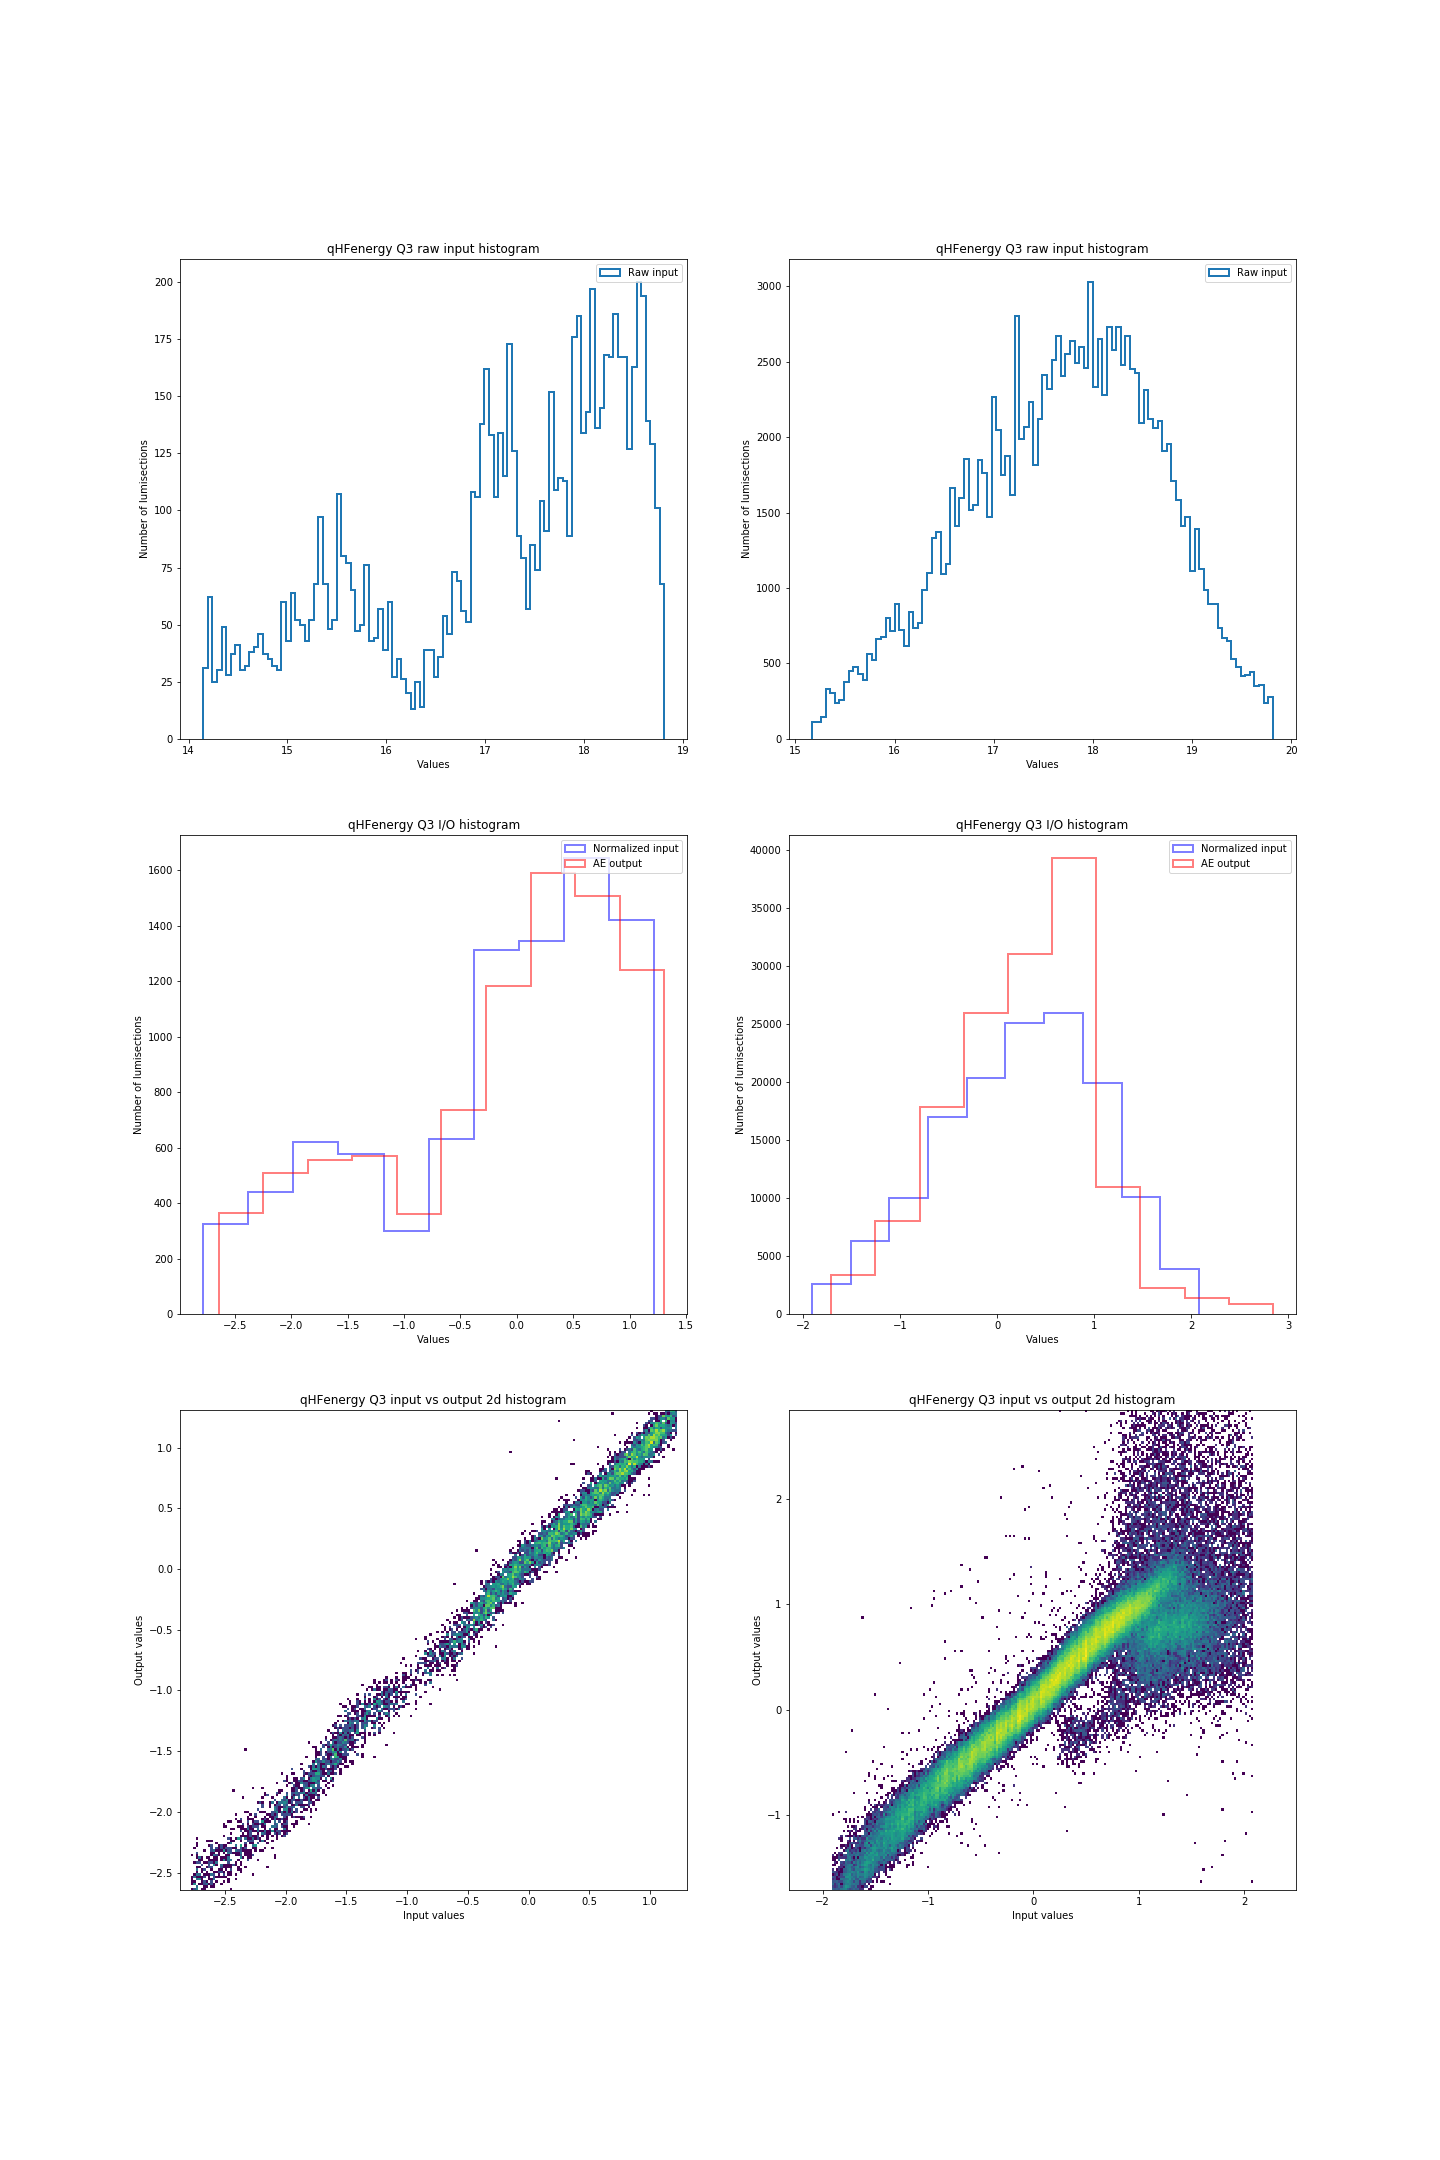 qHFenergy Q3 raw input histogram
Raw input
200
175
150
125
100
75
50
25
0
Number of lumisections
14 15 16 17 18 19
Values
qHFenergy Q3 raw input histogram
Raw input
3000
2500
2000
1500
1000
500
0
Number of lumisections
15 16 17 18 19 20
Values
qHFenergy Q3 I/O histogram
Normalized input
AE output
1600
1400
1200
1000
800
600
400
200
0
Number of lumisections
−2.5 −2.0 −1.5 −1.0 −0.5 0.0 0.5 1.0 1.5
Values
qHFenergy Q3 I/O histogram
Normalized input
AE output
40000
35000
30000
25000
20000
15000
10000
5000
0
Number of lumisections
−2 −1 0 1 2 3
Values
qHFenergy Q3 input vs output 2d histogram
1.0
0.5
0.0
−0.5
−1.0
−1.5
−2.0
−2.5
Output values
−2.5 −2.0 −1.5 −1.0 −0.5 0.0 0.5 1.0
Input values
qHFenergy Q3 input vs output 2d histogram
2
1
0
−1
Output values
−2 −1 0 1 2
Input values